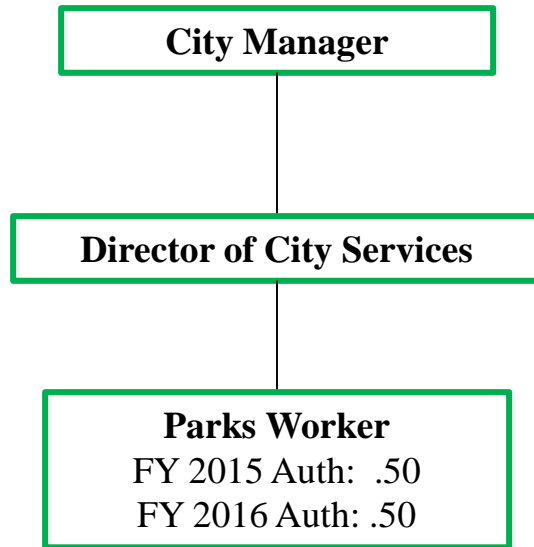 City Manager
Director of City Services
Parks Worker
FY 2015 Auth:  .50
FY 2016 Auth: .50